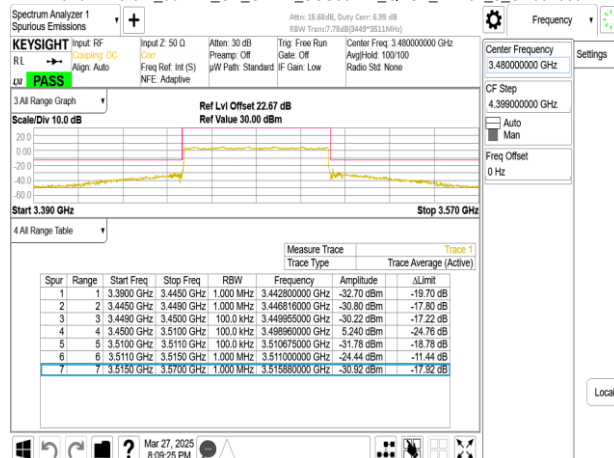 Spectrum Analyzer 1
Spurious Emissions
Attn: 15.68dB, Duty Corr: 6.99 dB
RBW Trans:7.78dB(3449~3511MHz)
Frequency
KEYSIGHT
RL
PASS
Input: RF
Coupling: DC
Align: Auto
Input Z: 50 Ω
Corr
Freq Ref: Int (S)
NFE: Adaptive
Atten: 30 dB
Preamp: Off
µW Path: Standard
Trig: Free Run
Gate: Off
IF Gain: Low
Center Freq: 3.480000000 GHz
Avg|Hold: 100/100
Radio Std: None
Center Frequency
3.480000000 GHz
Settings
CF Step
4.399000000 GHz
Auto
Man
Freq Offset
0 Hz
3 All Range Graph
Scale/Div 10.0 dB
Ref Lvl Offset 22.67 dB
Ref Value 30.00 dBm
20.0
0.00
-20.0
-40.0
-60.0
Start 3.390 GHz
Stop 3.570 GHz
4 All Range Table
Measure Trace Trace 1
Trace Type Trace Average (Active)
Spur Range Start Freq Stop Freq RBW Frequency Amplitude ΔLimit
1 1 3.3900 GHz 3.4450 GHz 1.000 MHz 3.442800000 GHz -32.70 dBm -19.70 dB
2 2 3.4450 GHz 3.4490 GHz 1.000 MHz 3.446816000 GHz -30.80 dBm -17.80 dB
3 3 3.4490 GHz 3.4500 GHz 100.0 kHz 3.449955000 GHz -30.22 dBm -17.22 dB
4 4 3.4500 GHz 3.5100 GHz 100.0 kHz 3.498960000 GHz 5.240 dBm -24.76 dB
5 5 3.5100 GHz 3.5110 GHz 100.0 kHz 3.510675000 GHz -31.78 dBm -18.78 dB
6 6 3.5110 GHz 3.5150 GHz 1.000 MHz 3.511000000 GHz -24.44 dBm -11.44 dB
7 7 3.5150 GHz 3.5700 GHz 1.000 MHz 3.515880000 GHz -30.92 dBm -17.92 dB
Local
Mar 27, 2025
8:09:25 PM